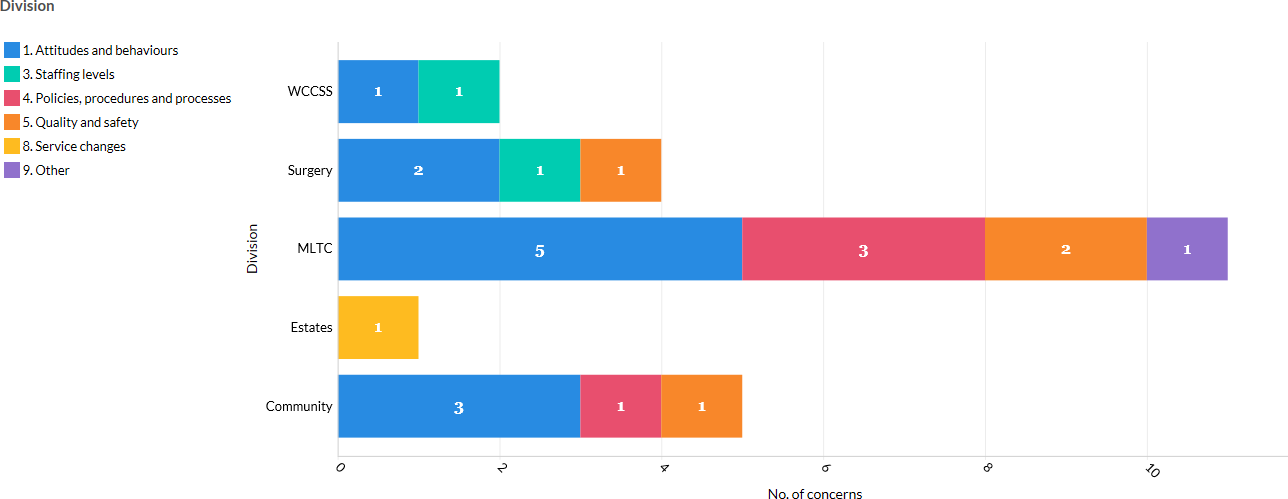 Division
1. Attitudes and behaviours
3. Staffing levels
4. Policies, procedures and processes
5. Quality and safety
8. Service changes
9. Other
Division
WCCSS
1 1
Surgery
2 1 1
MLTC
5 3 2 1
Estates
1
Community
3 1 1
0 2 4 6 8 10
No. of concerns